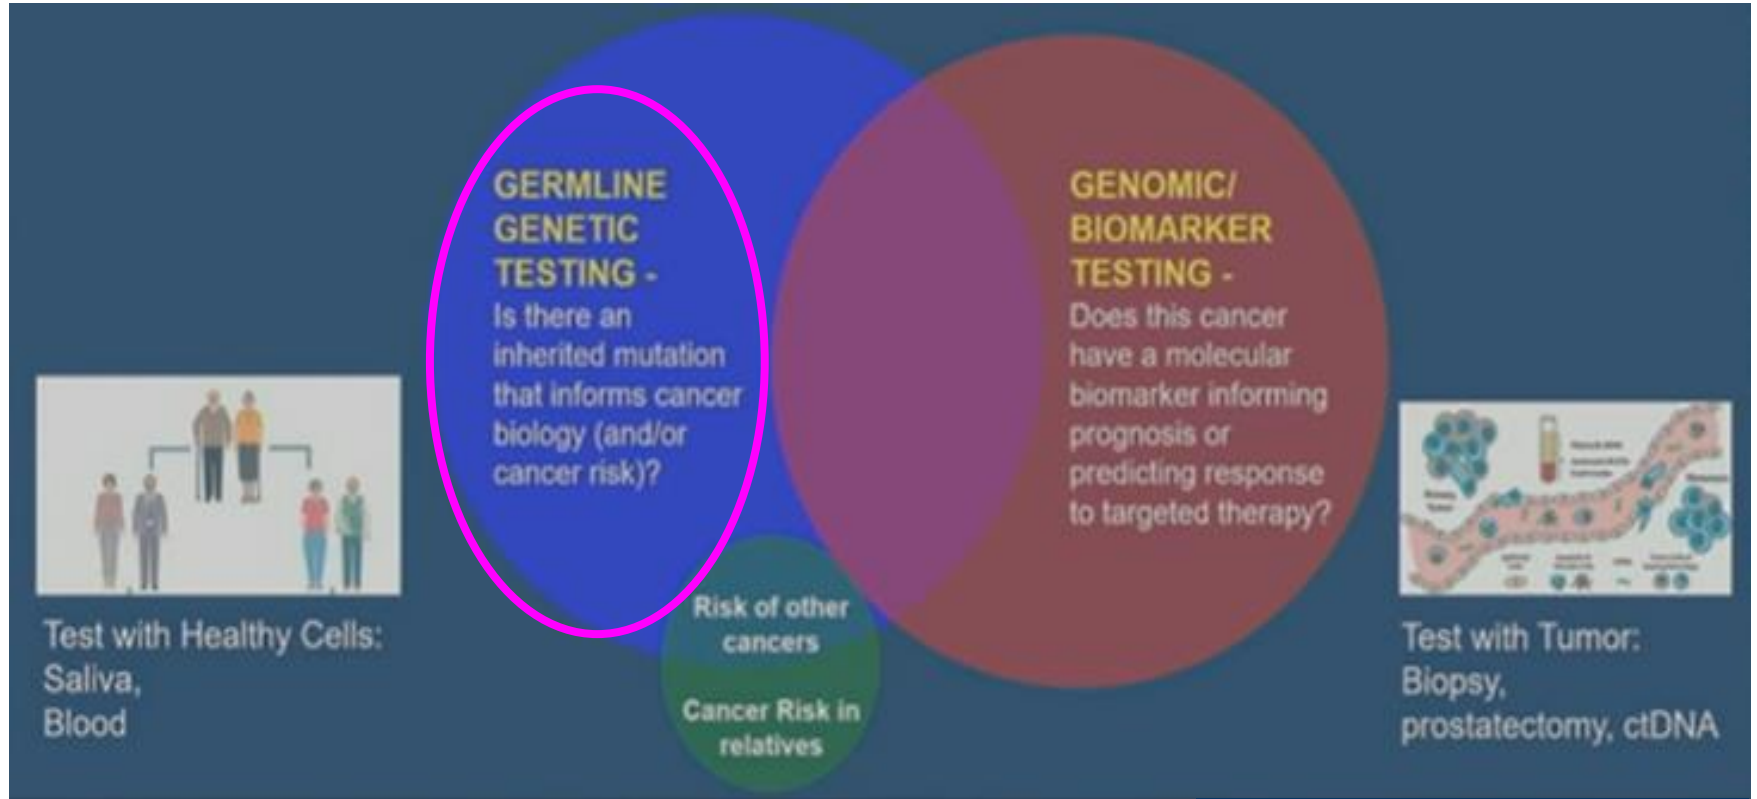 GERMLINE
GENETIC
TESTING -
Is there an
inherited mutation
that informs cancer
biology (and/or
cancer risk)?
GENOMIC/
BIOMARKER
TESTING -
Does this cancer
have a molecular
biomarker informing
prognosis or
predicting response
to targeted therapy?
Risk of other
cancers
Cancer Risk in
relatives
Test with Healthy Cells:
Saliva,
Blood
Test with Tumor:
Biopsy,
prostatectomy, ctDNA